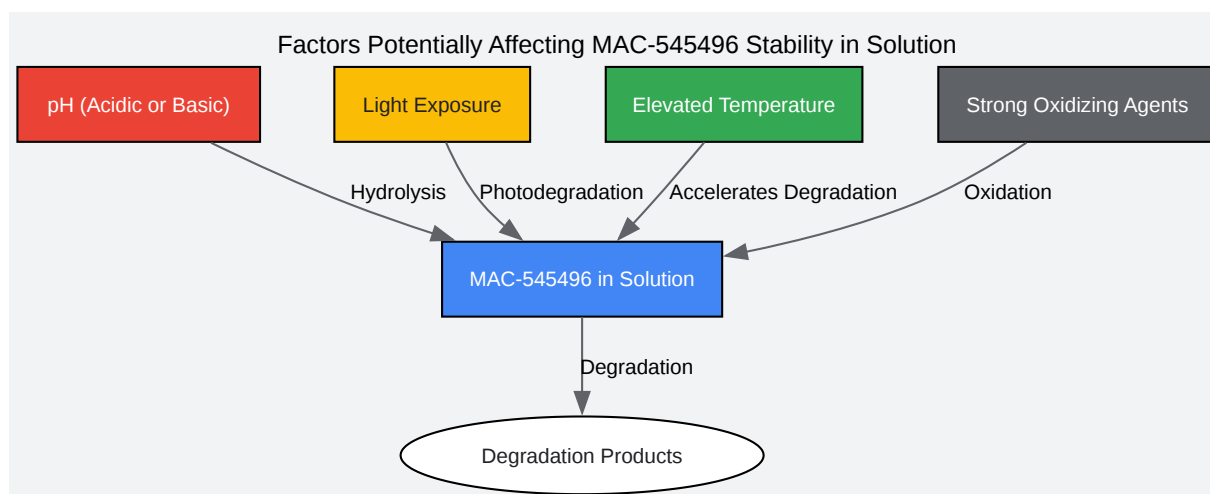 Factors Potentially Affecting MAC-545496 Stability in Solution
pH (Acidic or Basic)
Light Exposure
Elevated Temperature
Strong Oxidizing Agents
Hydrolysis
Photodegradation
Accelerates Degradation
Oxidation
MAC-545496 in Solution
Degradation
Degradation Products